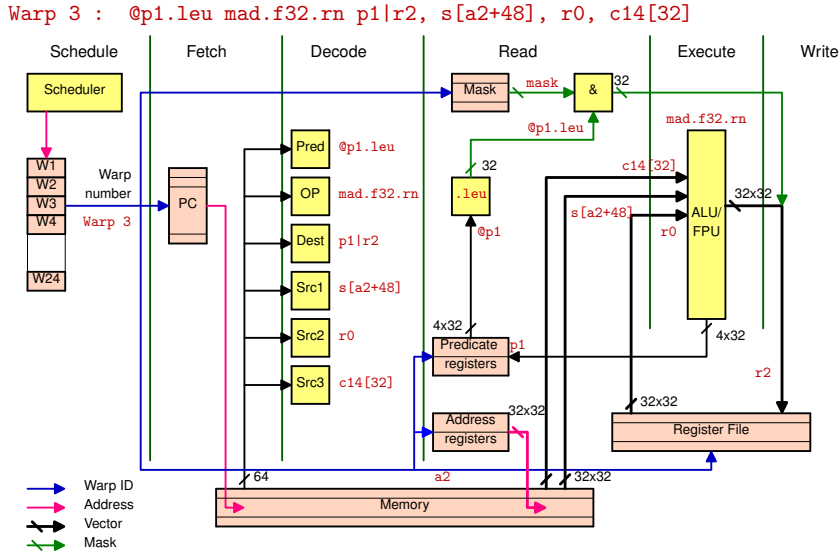 Warp 3 :  @p1.leu mad.f32.rn p1|r2, s[a2+48], r0, c14[32]
Schedule Fetch Decode Read Execute Write
Scheduler
Mask
mask
&
32
@p1.leu
mad.f32.rn
W1
W2
W3
W4
W24
Warp
number
Warp 3
PC
Pred @p1.leu
OP mad.f32.rn
Dest p1|r2
Src1 s[a2+48]
Src2 r0
Src3 c14[32]
32
.leu
@p1
c14[32]
s[a2+48]
r0
ALU/
FPU
32x32
4x32
Predicate
registers
p1
4x32
r2
Address
registers
32x32
32x32
Register File
a2
64
32x32
Memory
Warp ID
Address
Vector
Mask